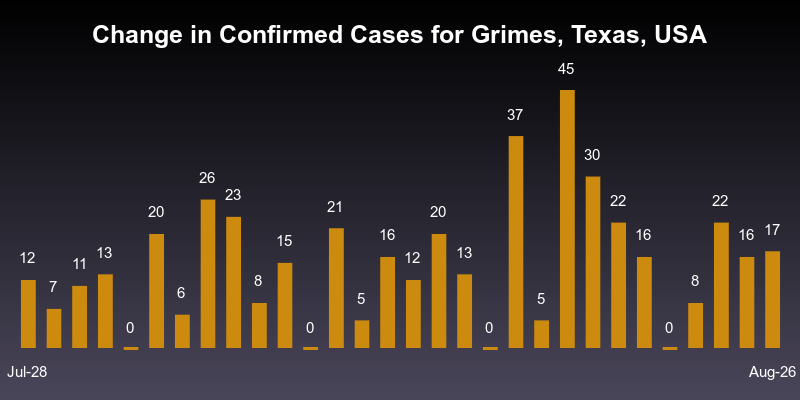 Change in Confirmed Cases for Grimes, Texas, USA
12 7 11 13 0 20 6 26 23 8 15 0 21 5 16 12 20 13 0 37 5 45 30 22 16 0 8 22 16 17
Jul-28 Aug-26